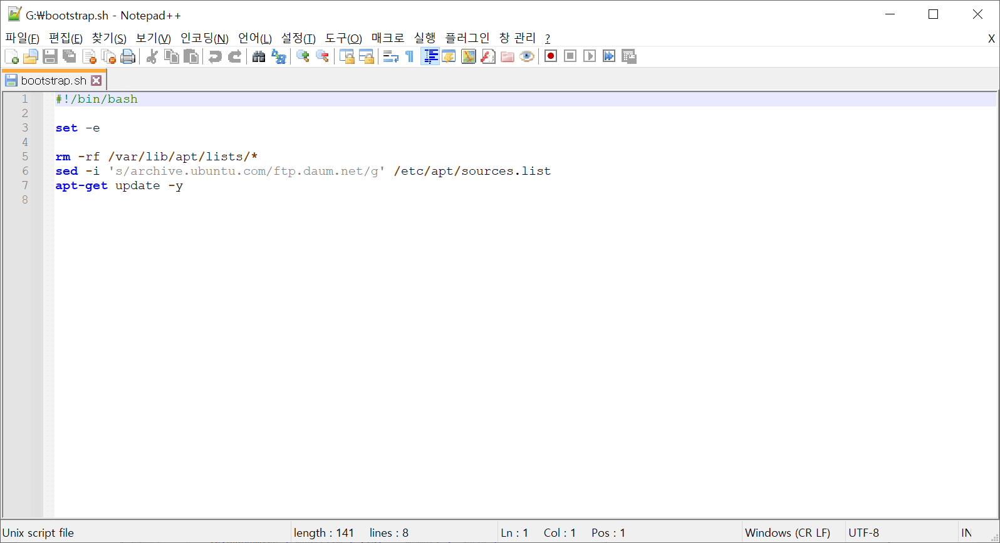 G:₩bootstrap.sh - Notepad++
파일(F) 편집(E) 찾기(S) 보기(V) 인코딩(N) 언어(L) 설정(T) 도구(O) 매크로 실행 플러그인 창 관리 ? X
bootstrap.sh
1 #!/bin/bash
2
3 set -e
4
5 rm -rf /var/lib/apt/lists/*
6 sed -i 's/archive.ubuntu.com/ftp.daum.net/g' /etc/apt/sources.list
7 apt-get update -y
8
Unix script file length : 141 lines : 8 Ln : 1 Col : 1 Pos : 1 Windows (CR LF) UTF-8 IN